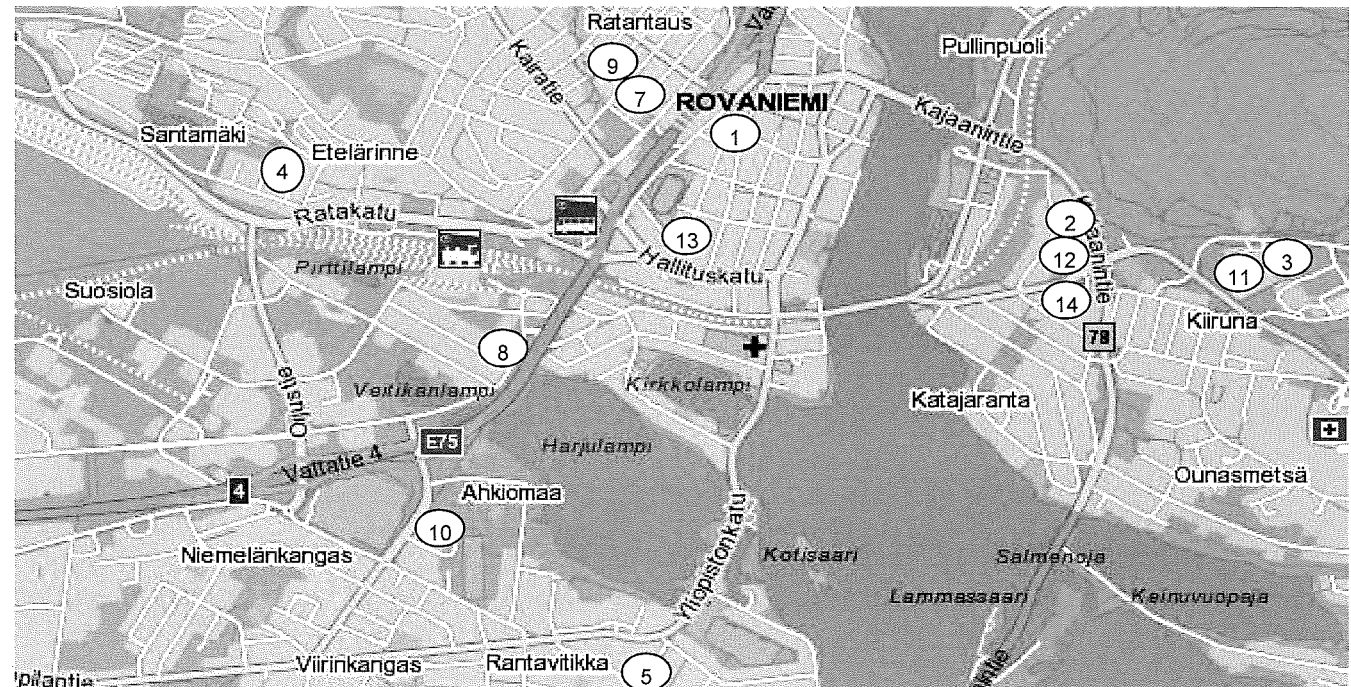 Ratantaus
Pullinpuoli
Kairatie
9
7
ROVANIEMI
1
Kajaanintie
Santamäki
Etelärinne
4
Ratakatu
13
Hallituskatu
2
12
14
11
3
Kiiruna
Pirttilampi
Suosiola
8
78
Kirkkolampi
Veitikanlampi
Katajaranta
Ojustie
E75
Harjulampi
Valtatie 4
4
Ahkiomaa
Ounasmetsä
10
Niemelänkangas
Yliopistonkatu
Kotisaari
Salmenoja
Lammassaari
Keinuvuopaja
Viirinkangas
Rantavitikka
5